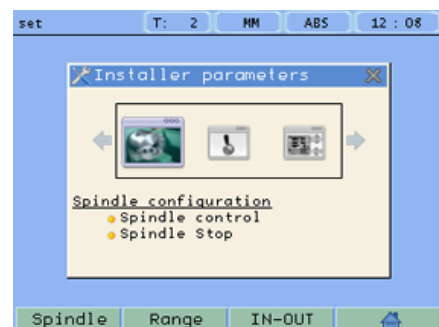 set T: 2 MM ABS 12 : 08
Installer parameters
Spindle configuration
Spindle control
Spindle Stop
Spindle Range IN-OUT